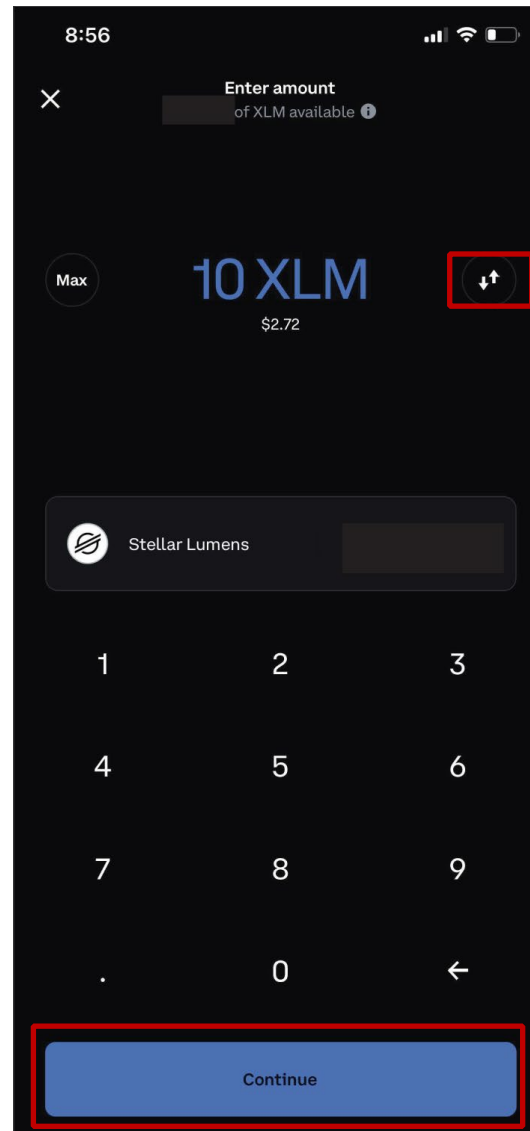 8:56
Enter amount
of XLM available
Max
10 XLM
$2.72
Stellar Lumens
1 2 3
4 5 6
7 8 9
. 0 ←
Continue